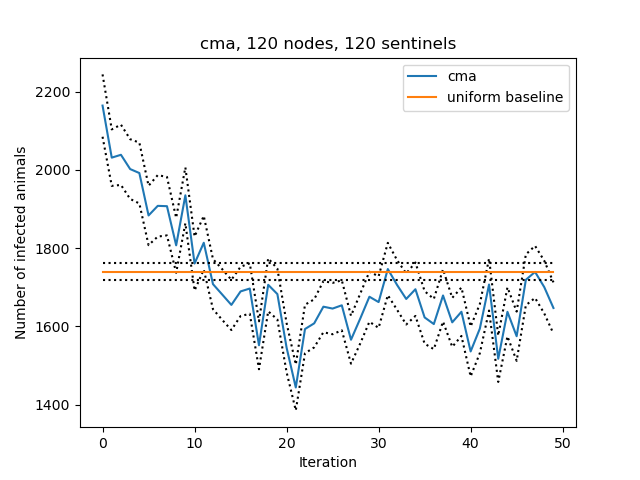 cma, 120 nodes, 120 sentinels
cma
uniform baseline
Number of infected animals
2200
2000
1800
1600
1400
0 10 20 30 40 50
Iteration